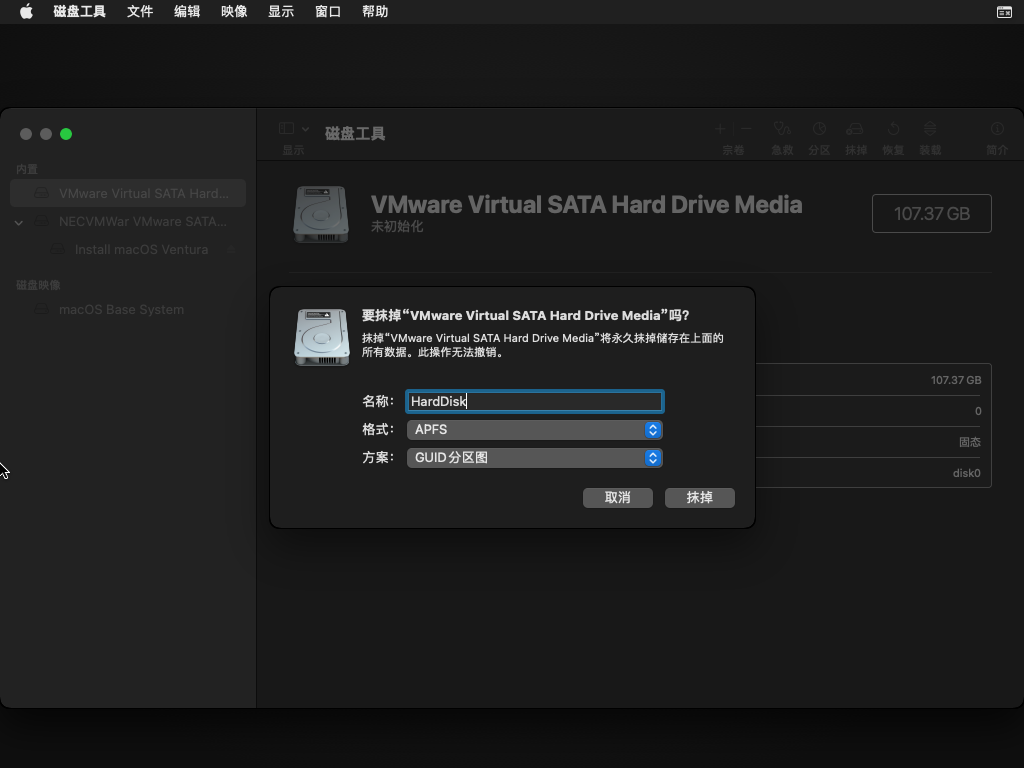 磁盘工具 文件 编辑 映像 显示 窗口 帮助
显示
磁盘工具
宗卷 急救 分区 抹掉 恢复 装载 简介
内置
VMware Virtual SATA Hard...
NECVMWar VMware SATA...
Install macOS Ventura
磁盘映像
macOS Base System
VMware Virtual SATA Hard Drive Media
未初始化
107.37 GB
要抹掉“VMware Virtual SATA Hard Drive Media”吗？
抹掉“VMware Virtual SATA Hard Drive Media”将永久抹掉储存在上面的
所有数据。此操作无法撤销。
名称： HardDisk
格式： APFS
方案： GUID分区图
取消 抹掉
107.37 GB
0
固态
disk0